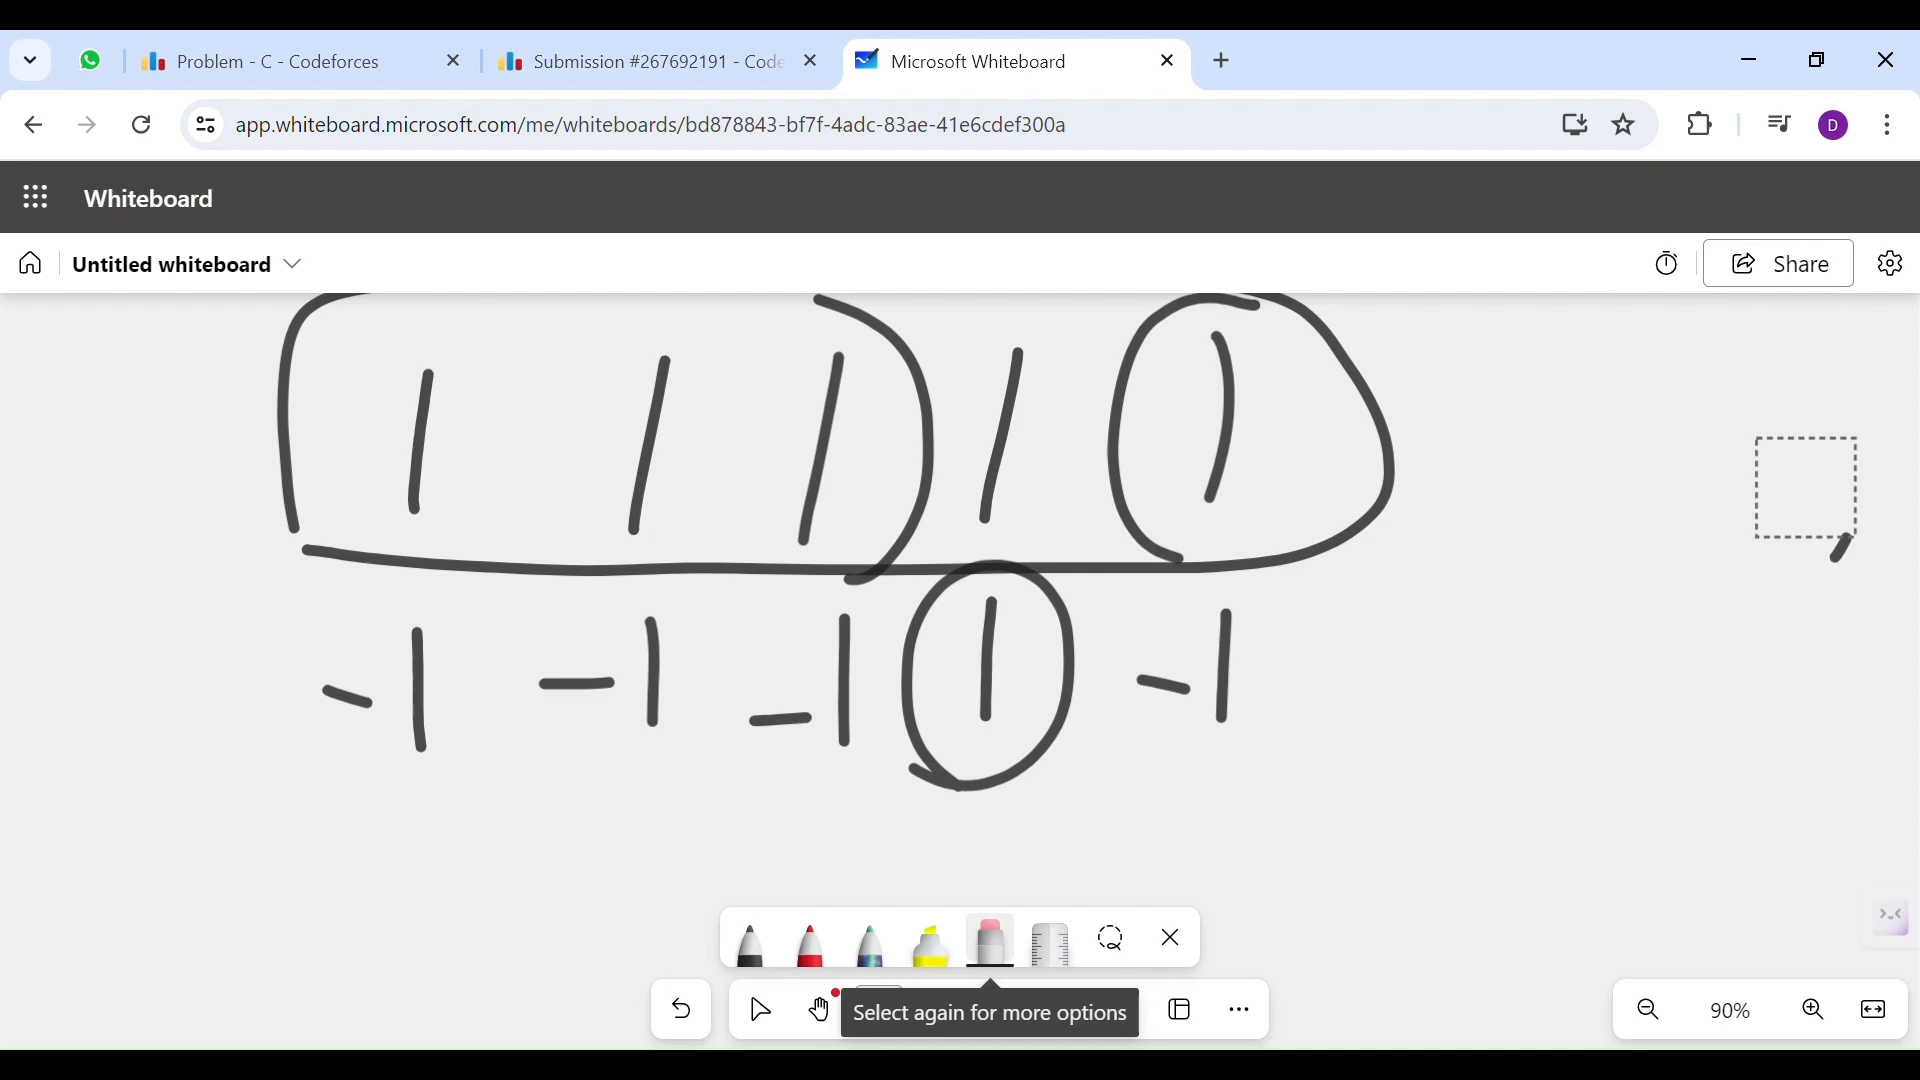 Problem - C - Codeforces
Submission #267692191 - Code
Microsoft Whiteboard
app.whiteboard.microsoft.com/me/whiteboards/bd878843-bf7f-4adc-83ae-41e6cdef300a
D
Whiteboard
Untitled whiteboard
Share
1 1 1 1 1
-1 -1 -1 1 -1
Select again for more options
90%